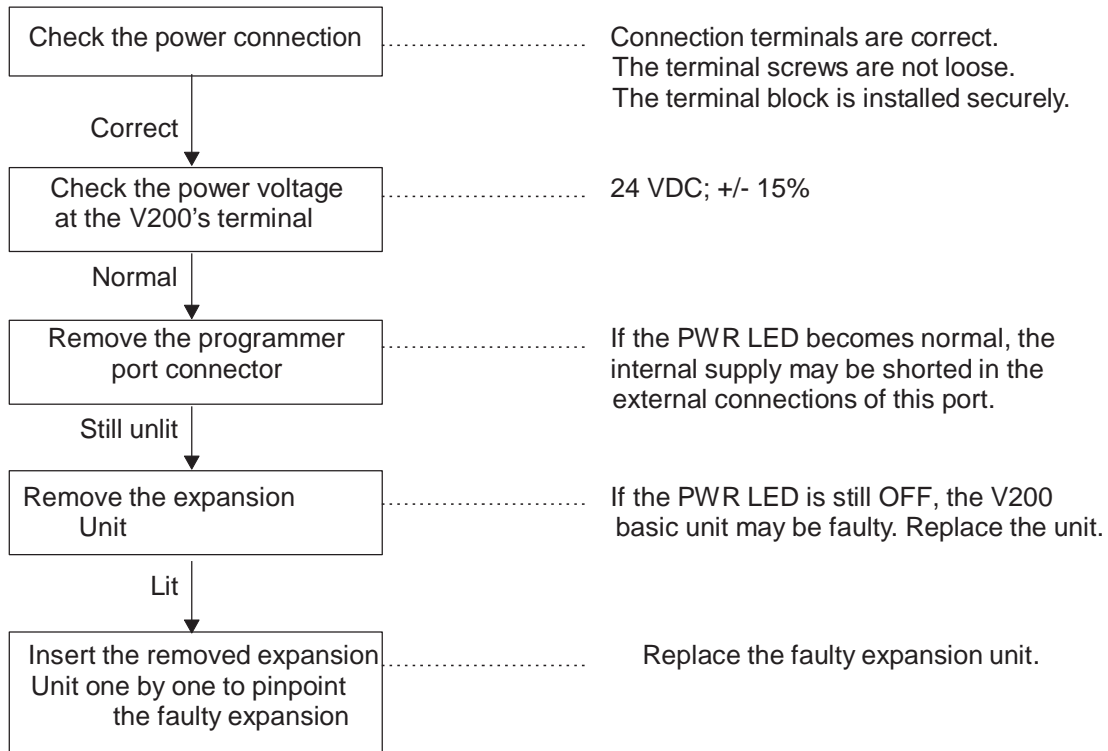 Check the power connection
Connection terminals are correct.
The terminal screws are not loose.
The terminal block is installed securely.
Correct
Check the power voltage
at the V200's terminal
24 VDC; +/- 15%
Normal
Remove the programmer
port connector
If the PWR LED becomes normal, the
internal supply may be shorted in the
external connections of this port.
Still unlit
Remove the expansion
Unit
If the PWR LED is still OFF, the V200
basic unit may be faulty. Replace the unit.
Lit
Insert the removed expansion
Unit one by one to pinpoint
the faulty expansion
Replace the faulty expansion unit.